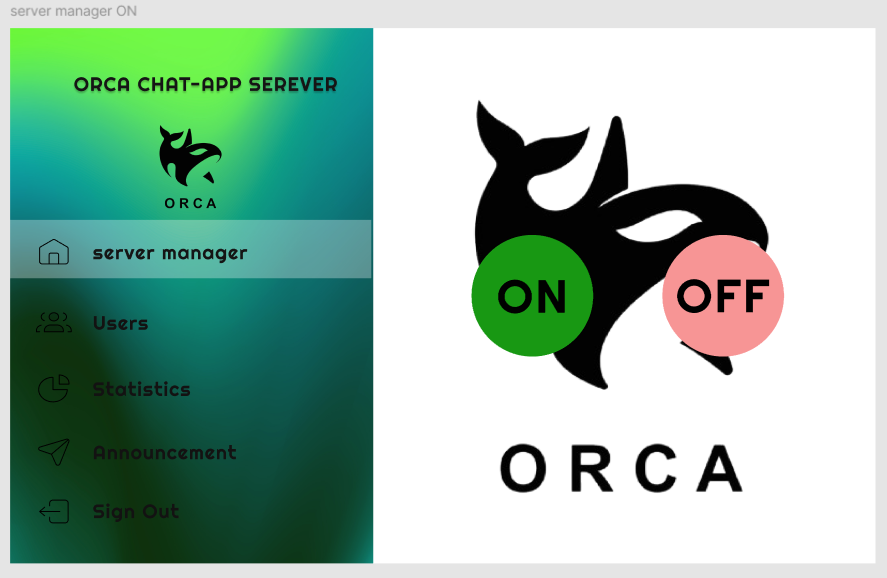 server manager ON
ORCA CHAT-APP SEREVER
ORCA
server manager
Users
Statistics
Announcement
Sign Out
ON
OFF
ORCA